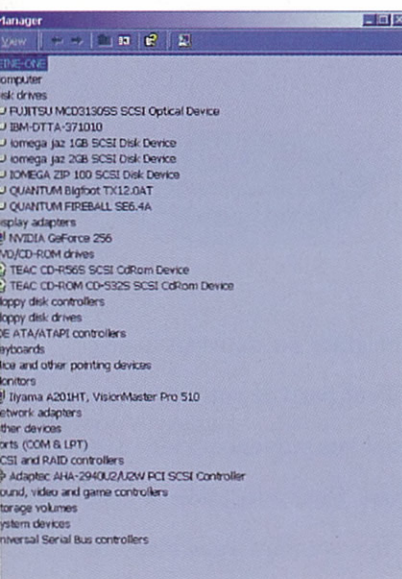 Manager
View
EINE-ONE
omputer
isk drives
FUJITSU MCD3130SS SCSI Optical Device
IBM-DTTA-371010
iomega jaz 1GB SCSI Disk Device
iomega jaz 2GB SCSI Disk Device
IOMEGA ZIP 100 SCSI Disk Device
QUANTUM Bigfoot TX12.0AT
QUANTUM FIREBALL SE6.4A
isplay adapters
NVIDIA GeForce 256
VD/CD-ROM drives
TEAC CD-R56S SCSI CdRom Device
TEAC CD-ROM CD-532S SCSI CdRom Device
loppy disk controllers
loppy disk drives
DE ATA/ATAPI controllers
eyboards
ice and other pointing devices
onitors
Iiyama A201HT, VisionMaster Pro 510
etwork adapters
ther devices
orts (COM & LPT)
CSI and RAID controllers
Adaptec AHA-2940U2/U2W PCI SCSI Controller
ound, video and game controllers
torage volumes
ystem devices
niversal Serial Bus controllers